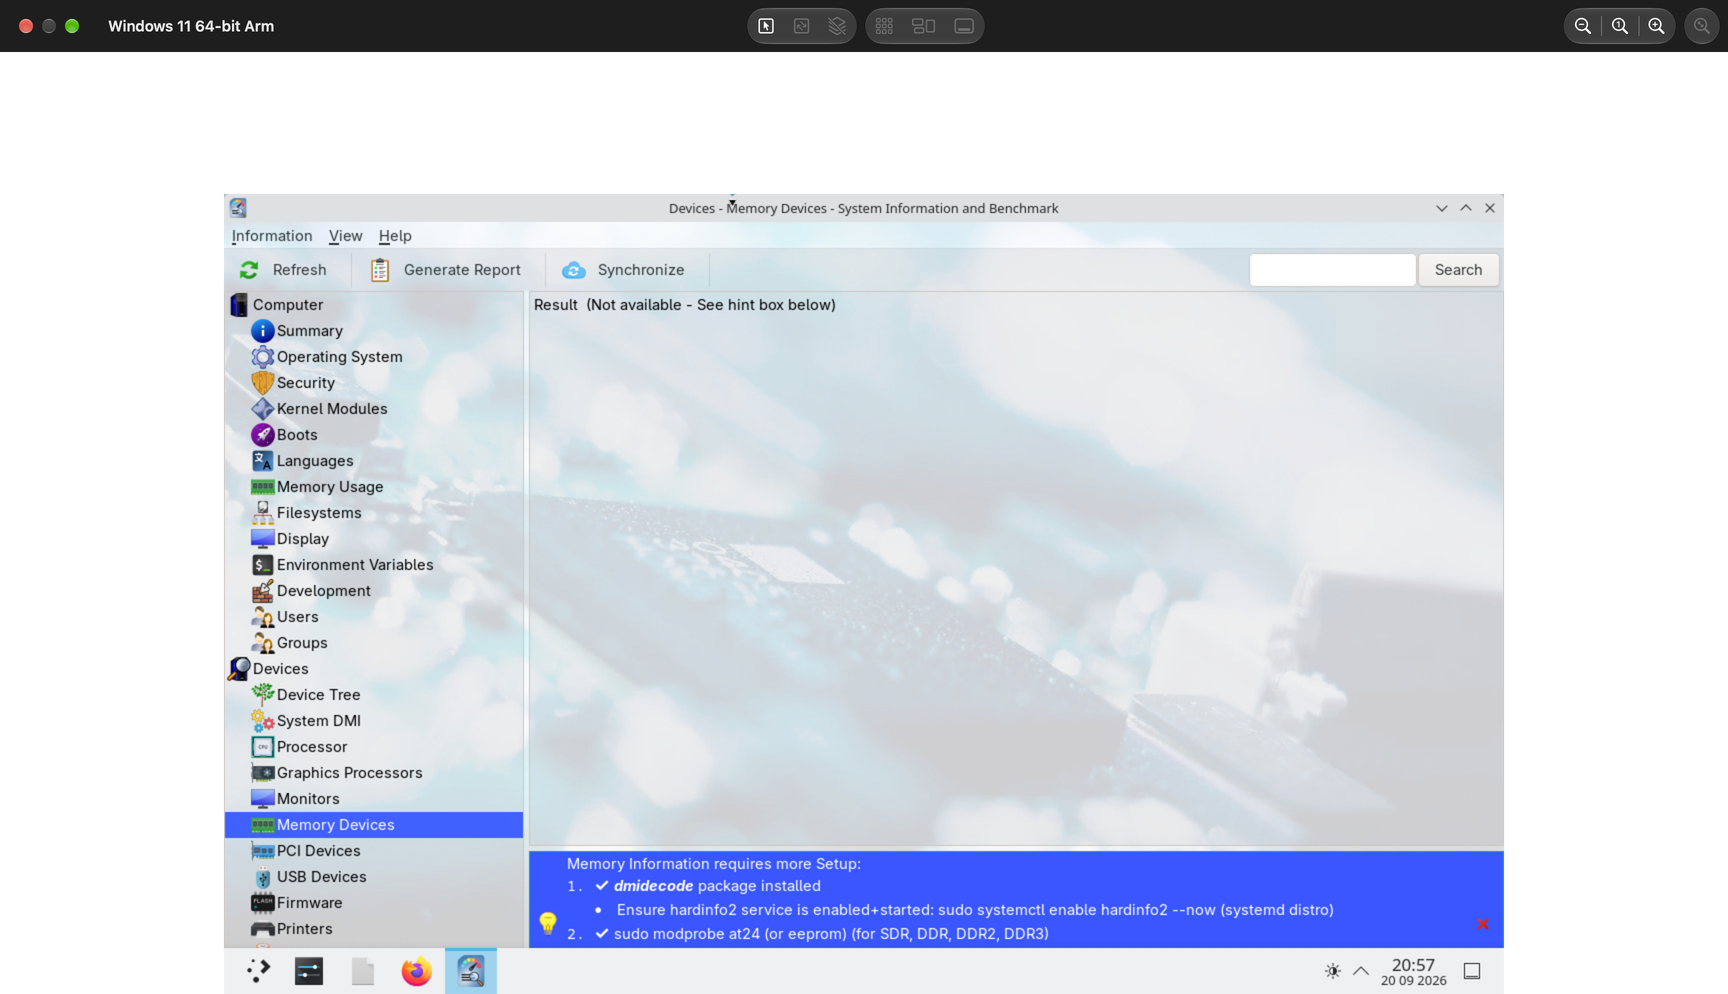 Windows 11 64-bit Arm
Devices - Memory Devices - System Information and Benchmark
Information View Help
Refresh Generate Report Synchronize Search
Computer
Summary
Operating System
Security
Kernel Modules
Boots
Languages
Memory Usage
Filesystems
Display
Environment Variables
Development
Users
Groups
Devices
Device Tree
System DMI
Processor
Graphics Processors
Monitors
Memory Devices
PCI Devices
USB Devices
Firmware
Printers
Result (Not available - See hint box below)
Memory Information requires more Setup:
1. ✔ dmidecode package installed
• Ensure hardinfo2 service is enabled+started: sudo systemctl enable hardinfo2 --now (systemd distro)
2. ✔ sudo modprobe at24 (or eeprom) (for SDR, DDR, DDR2, DDR3)
20:57
20 09 2026